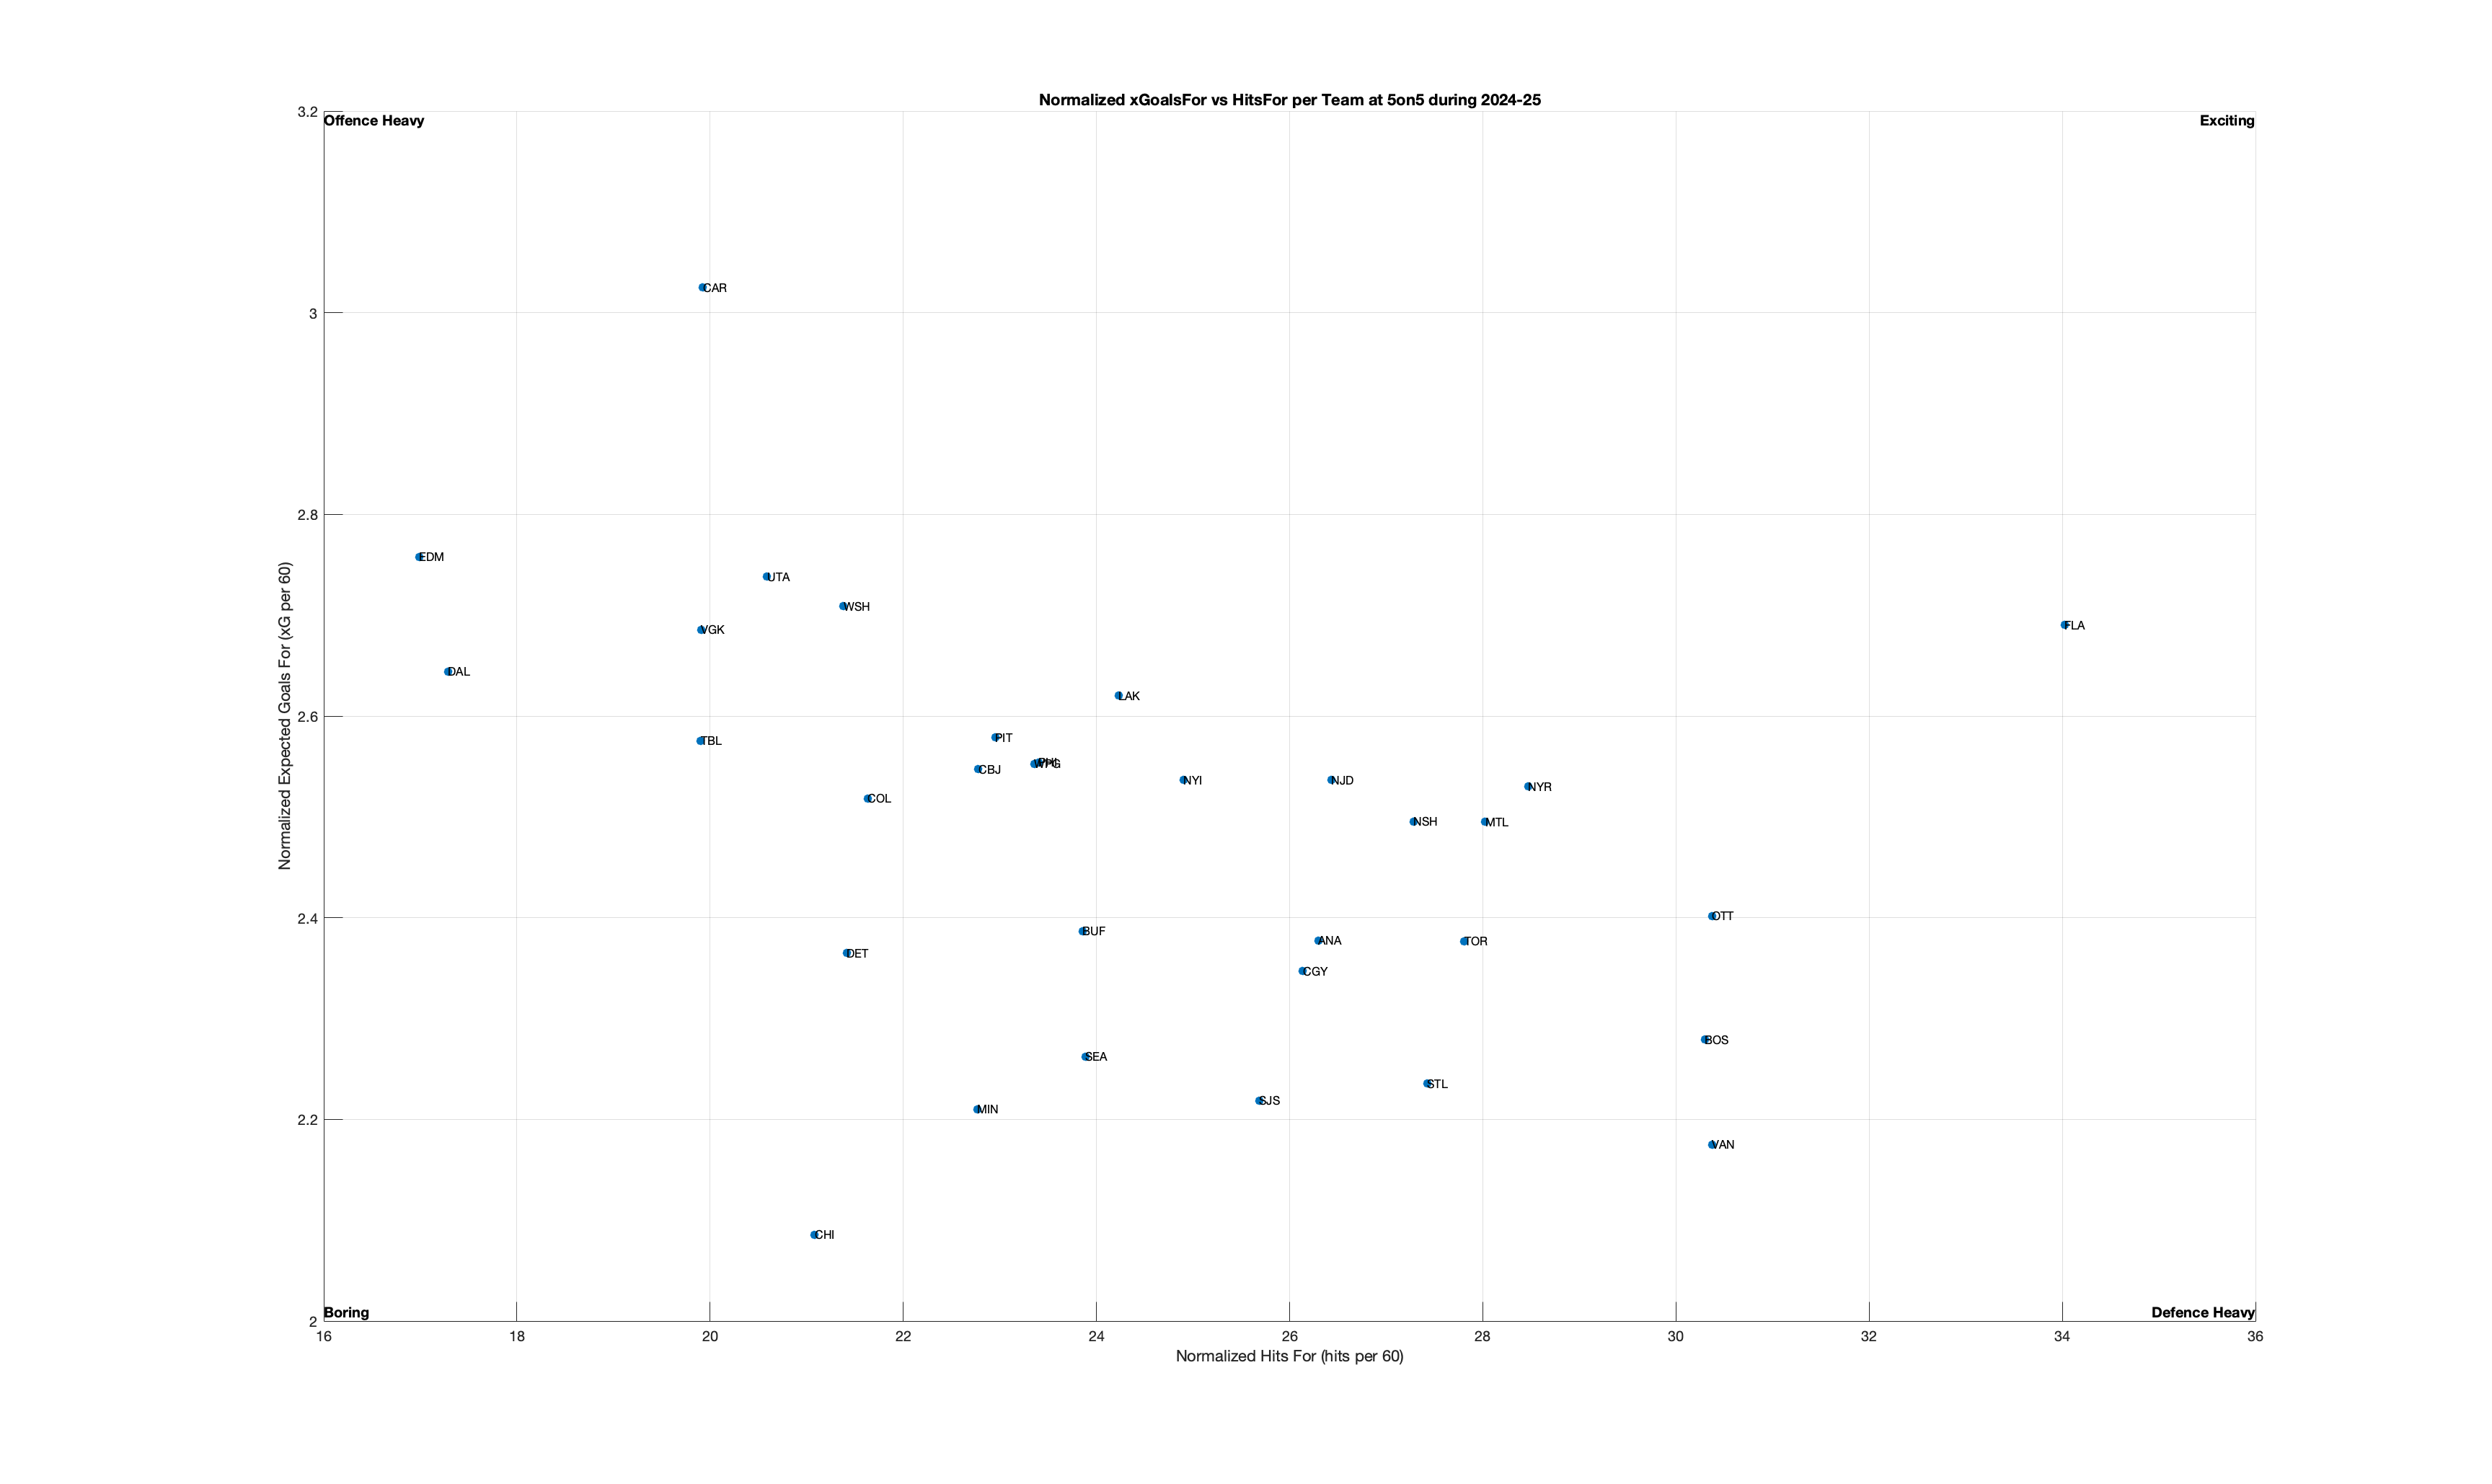 Normalized xGoalsFor vs HitsFor per Team at 5on5 during 2024-25
3.2
Offence Heavy
Exciting
CAR
3
2.8
EDM
UTA
WSH
FLA
VGK
DAL
LAK
2.6
PIT
TBL
WPG
CBJ
NYI
NJD
NYR
COL
NSH
MTL
Normalized Expected Goals For (xG per 60)
2.4
OTT
BUF
ANA
TOR
DET
CGY
BOS
SEA
STL
SJS
MIN
2.2
VAN
CHI
Boring
Defence Heavy
2
16 18 20 22 24 26 28 30 32 34 36
Normalized Hits For (hits per 60)